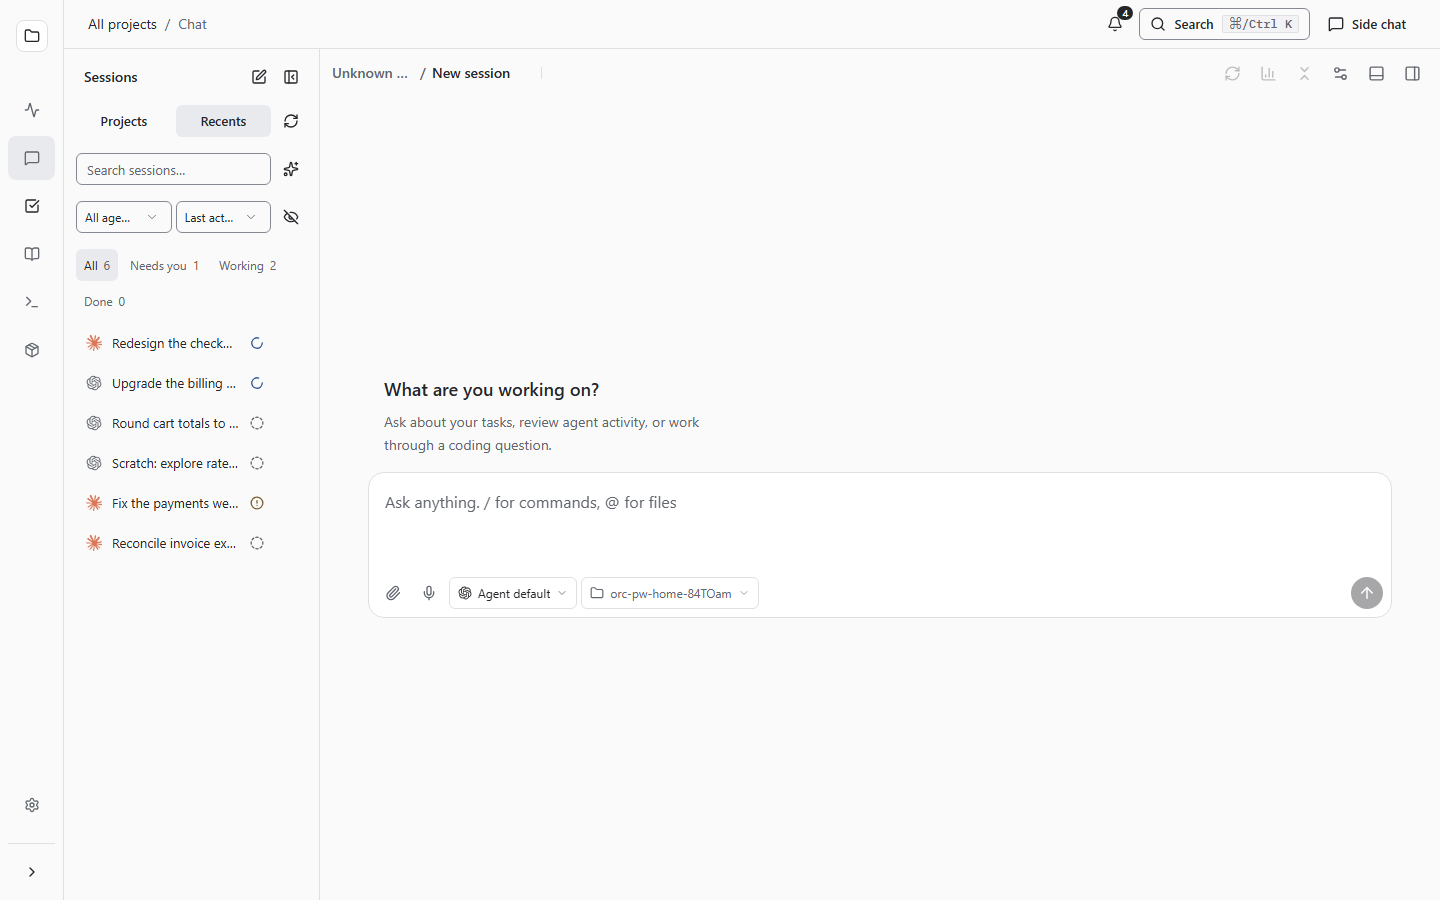 All projects / Chat
4
Search ⌘/Ctrl K
Side chat
Sessions
Projects
Recents
Search sessions...
All age...
Last act...
All 6
Needs you 1
Working 2
Done 0
Redesign the check...
Upgrade the billing ...
Round cart totals to ...
Scratch: explore rate...
Fix the payments we...
Reconcile invoice ex...
Unknown ... / New session
What are you working on?
Ask about your tasks, review agent activity, or work
through a coding question.
Ask anything. / for commands, @ for files
Agent default
orc-pw-home-84TOam